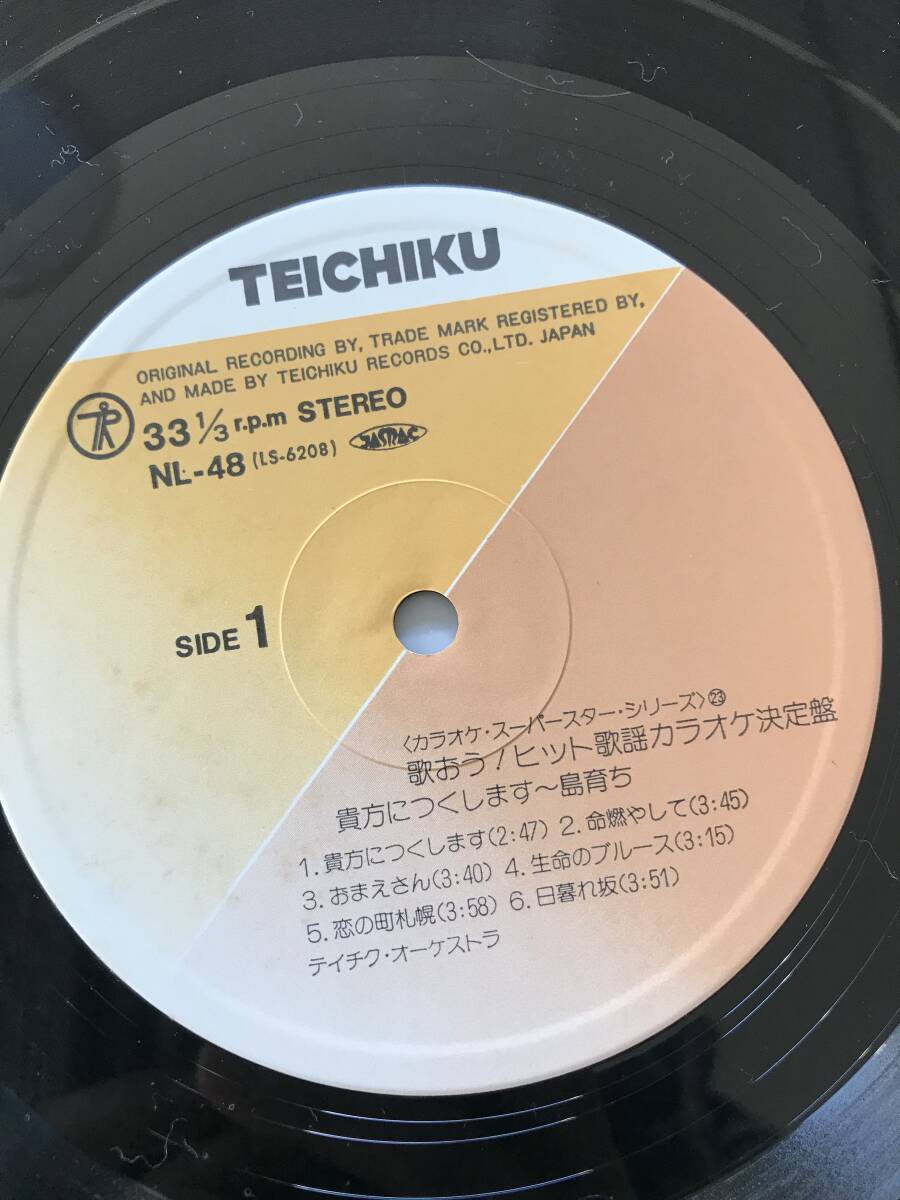 TEICHIKU
ORIGINAL RECORDING BY, TRADE MARK REGISTERED BY,
AND MADE BY TEICHIKU RECORDS CO.,LTD. JAPAN
33 1/3 r.p.m STEREO
NL-48 (LS-6208) JASRAC
SIDE 1
〈カラオケ・スーパースター・シリーズ〉㉓
歌おう!ヒット歌謡カラオケ決定盤
貴方につくします〜島育ち
1. 貴方につくします(2:47) 2. 命燃やして(3:45)
3. おまえさん(3:40) 4. 生命のブルース(3:15)
5. 恋の町札幌(3:58) 6. 日暮れ坂(3:51)
テイチク・オーケストラ